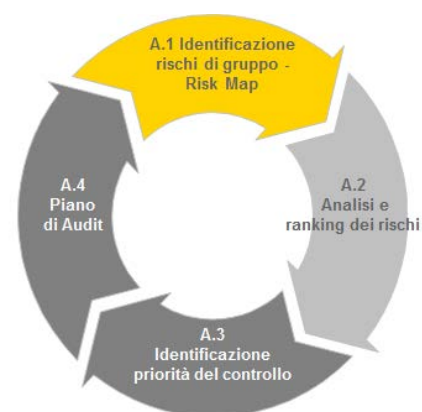 A.1 Identificazione
rischi di gruppo -
Risk Map
A.2
Analisi e
ranking dei rischi
A.3
Identificazione
priorità del controllo
A.4
Piano
di Audit